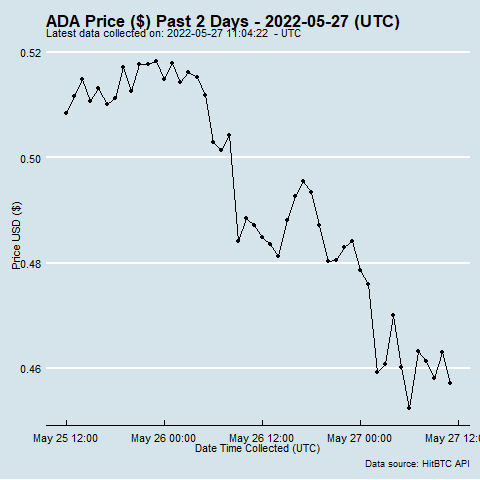 ADA Price ($) Past 2 Days - 2022-05-27 (UTC)
Latest data collected on: 2022-05-27 11:04:22  - UTC
0.52
0.50
0.48
0.46
Price USD ($)
May 25 12:00 May 26 00:00 May 26 12:00 May 27 00:00 May 27 12:
Date Time Collected (UTC)
Data source: HitBTC API